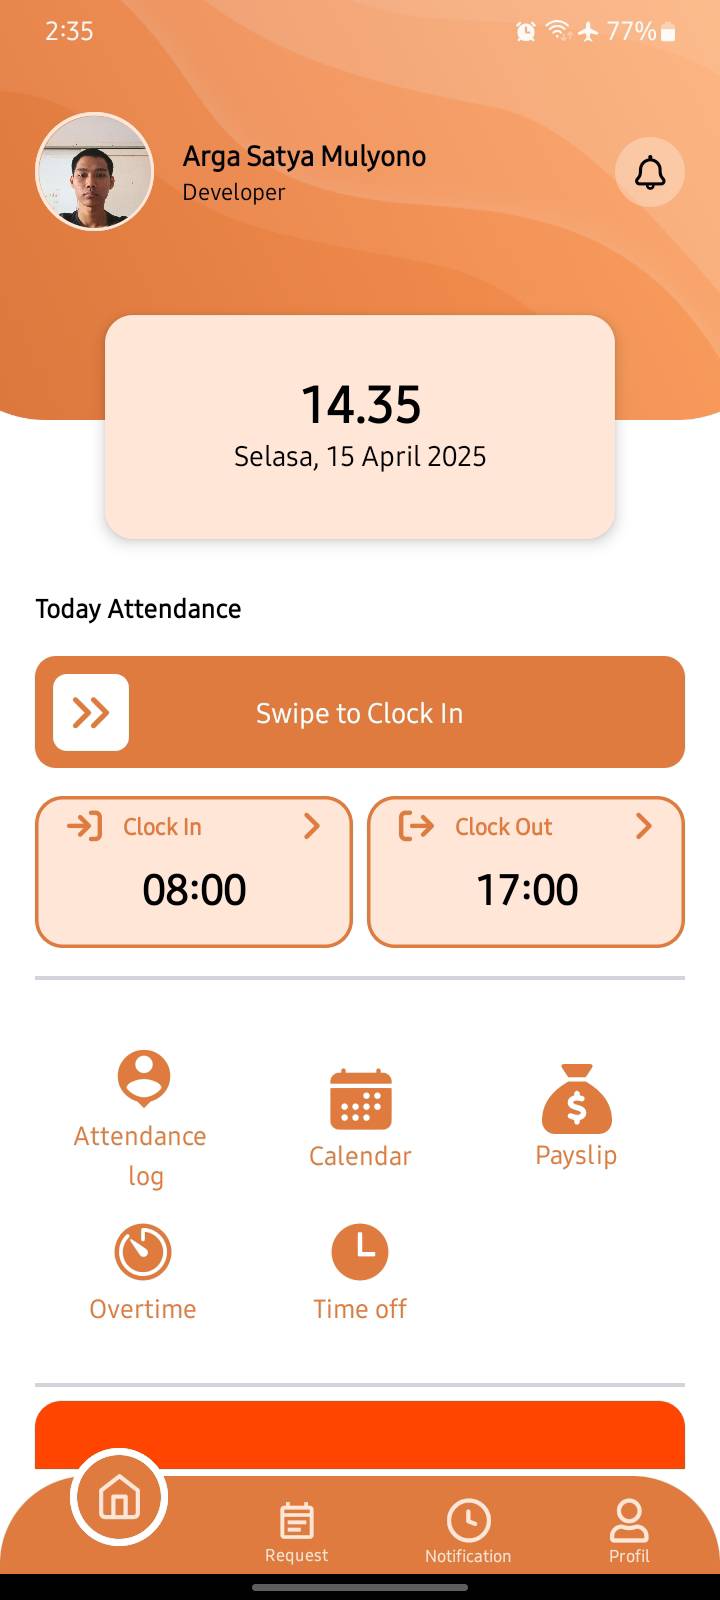 2:35
77%
Arga Satya Mulyono
Developer
14.35
Selasa, 15 April 2025
Today Attendance
Swipe to Clock In
Clock In
Clock Out
08:00
17:00
Attendance
log
Calendar
Payslip
Overtime
Time off
Request
Notification
Profil